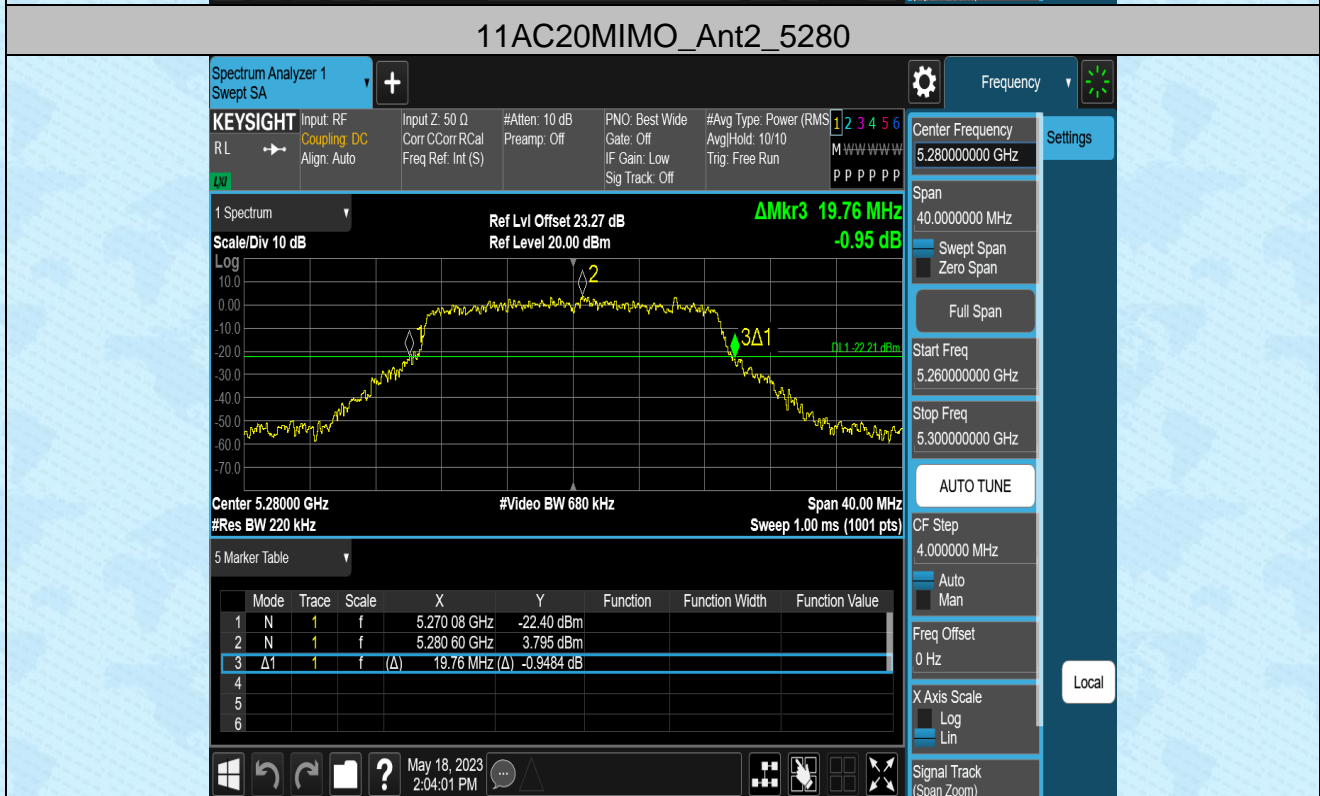 11AC20MIMO_Ant2_5280
Spectrum Analyzer 1
Swept SA
Frequency
KEYSIGHT
RL
LXI
Input: RF
Coupling: DC
Align: Auto
Input Z: 50 Ω
Corr CCorr RCal
Freq Ref: Int (S)
#Atten: 10 dB
Preamp: Off
PNO: Best Wide
Gate: Off
IF Gain: Low
Sig Track: Off
#Avg Type: Power (RMS
Avg|Hold: 10/10
Trig: Free Run
1 2 3 4 5 6
M W W W W W
P P P P P P
Center Frequency
5.280000000 GHz
Settings
1 Spectrum
Scale/Div 10 dB
Ref Lvl Offset 23.27 dB
Ref Level 20.00 dBm
ΔMkr3 19.76 MHz
-0.95 dB
Log
10.0
0.00
-10.0
-20.0
-30.0
-40.0
-50.0
-60.0
-70.0
1
2
3Δ1
DL1 -22.21 dBm
Center 5.28000 GHz
#Res BW 220 kHz
#Video BW 680 kHz
Span 40.00 MHz
Sweep 1.00 ms (1001 pts)
Span
40.0000000 MHz
Swept Span
Zero Span
Full Span
Start Freq
5.260000000 GHz
Stop Freq
5.300000000 GHz
AUTO TUNE
CF Step
4.000000 MHz
Auto
Man
Freq Offset
0 Hz
X Axis Scale
Log
Lin
Signal Track
(Span Zoom)
Local
5 Marker Table
Mode Trace Scale X Y Function Function Width Function Value
1 N 1 f 5.270 08 GHz -22.40 dBm
2 N 1 f 5.280 60 GHz 3.795 dBm
3 Δ1 1 f (Δ) 19.76 MHz (Δ) -0.9484 dB
4
5
6
?
May 18, 2023
2:04:01 PM